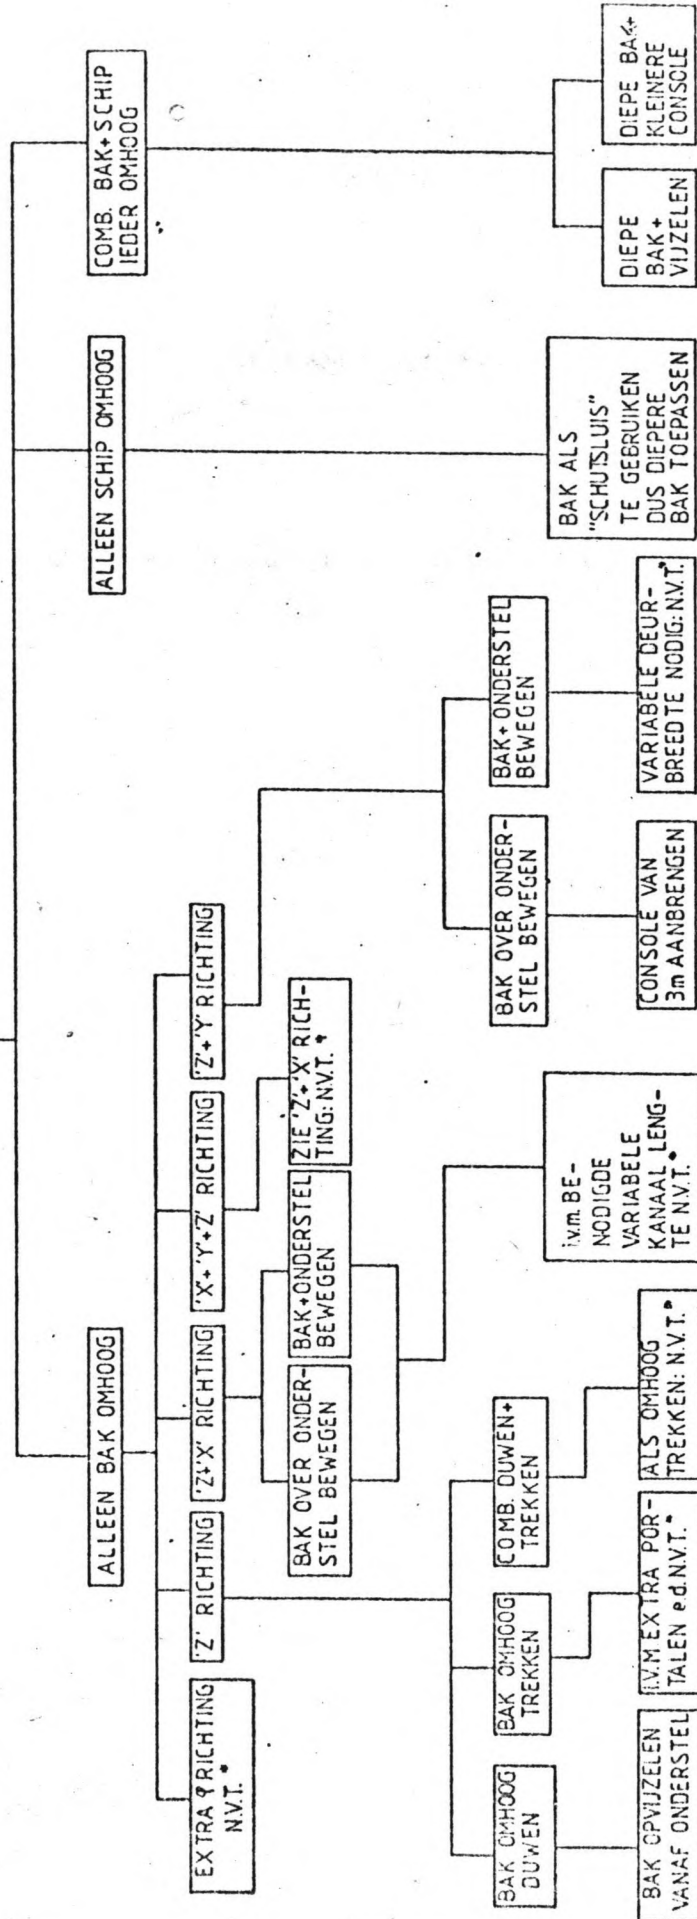 ALLEEN BAK OMHOOG
ALLEEN SCHIP OMHOOG
COMB. BAK+SCHIP
IEDER OMHOOG
EXTRA φ RICHTING
N.V.T.*
'Z' RICHTING
'Z'+'X' RICHTING
'X'+'Y'+'Z' RICHTING
'Z'+'Y' RICHTING
BAK OVER ONDER-
STEL BEWEGEN
BAK+ONDERSTEL
BEWEGEN
ZIE 'Z'+'X' RICH-
TING: N.V.T. *
BAK OMHOOG
DUWEN
BAK OMHOOG
TREKKEN
COMB. DUWEN+
TREKKEN
BAK OVER ONDER-
STEL BEWEGEN
BAK+ONDERSTEL
BEWEGEN
BAK OPVIJZELEN
VANAF ONDERSTEL
I.V.M EXTRA POR-
TALEN e.d. N.V.T.*
ALS OMHOOG
TREKKEN: N.V.T.*
i.v.m. BE-
NODIGDE
VARIABELE
KANAAL LENG-
TE N.V.T.*
CONSOLE VAN
3m AANBRENGEN
VARIABELE DEUR-
BREEDTE NODIG: N.V.T.*
BAK ALS
"SCHUTSLUIS"
TE GEBRUIKEN
DUS DIEPERE
BAK TOEPASSEN
DIEPE
BAK+
VIJZELEN
DIEPE BAK+
KLEINERE
CONSOLE